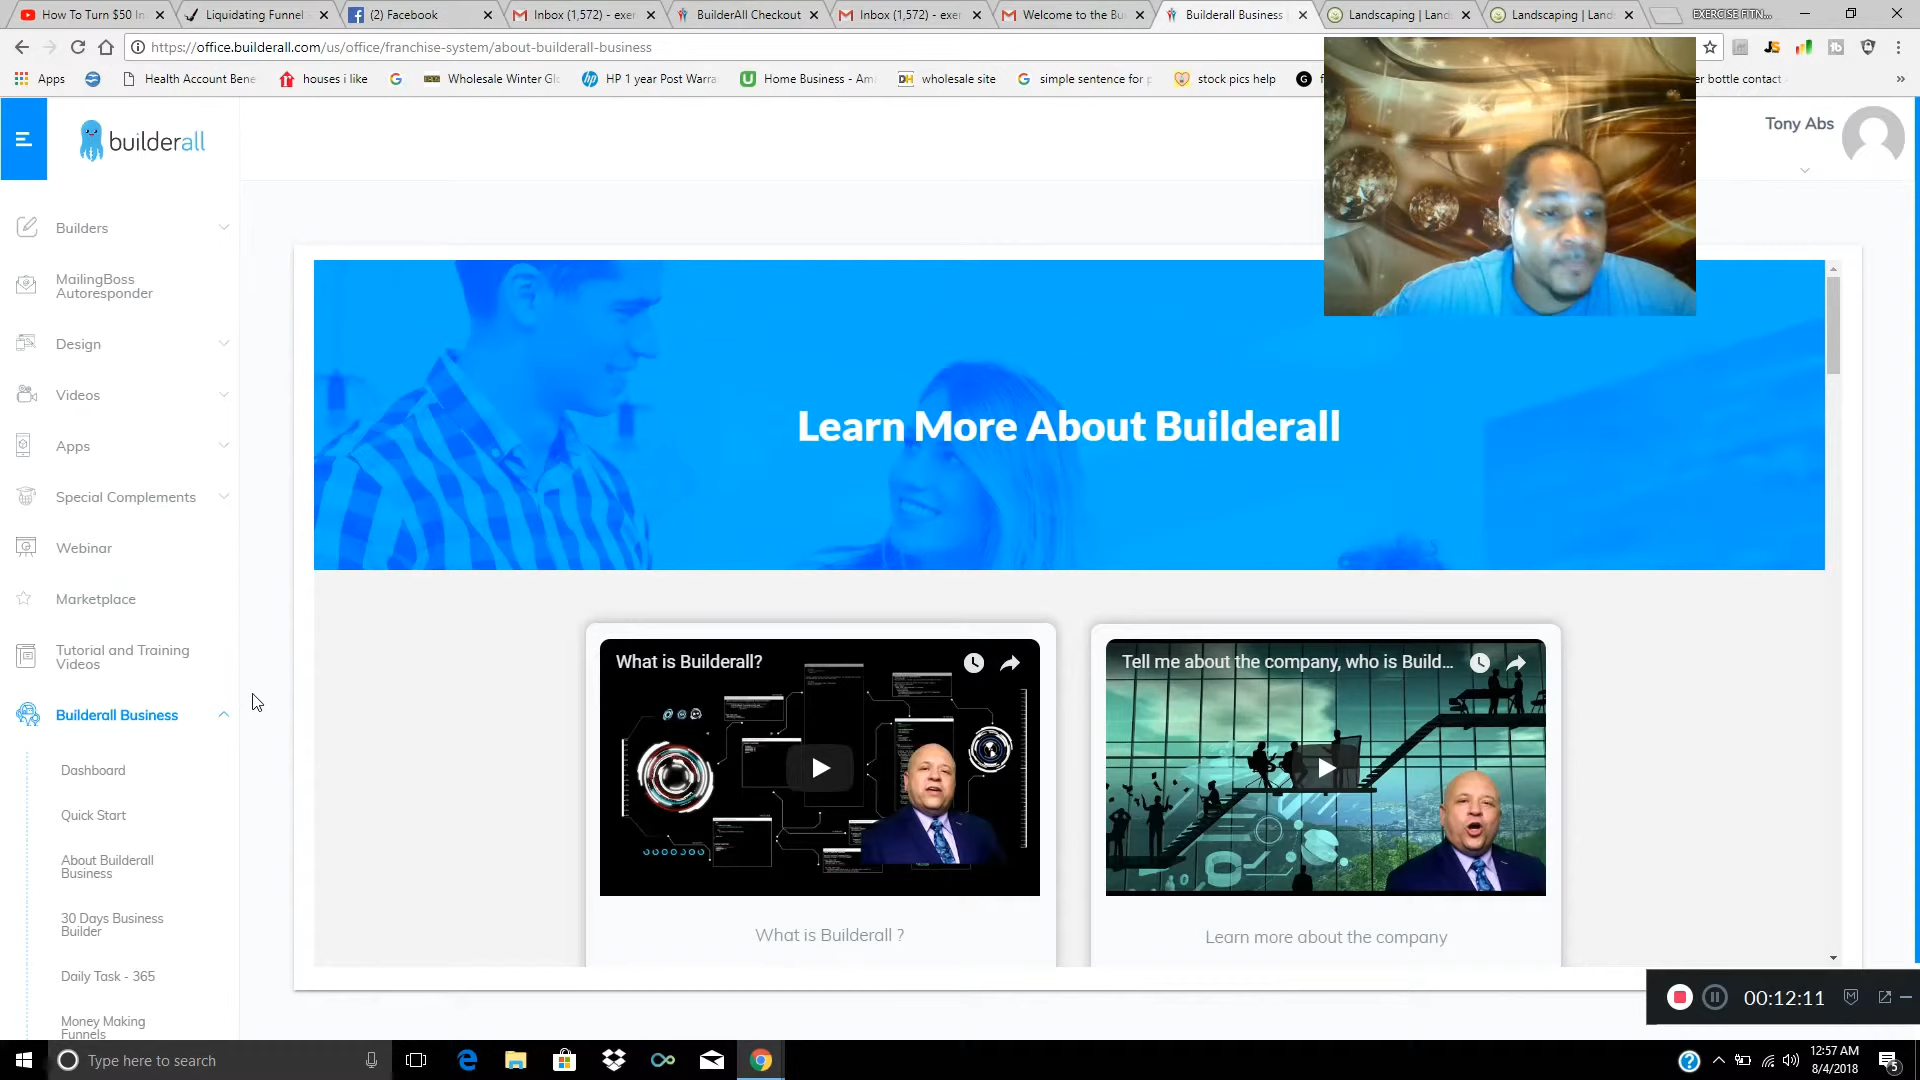 How To Turn $50 In
Liquidating Funnel -
(2) Facebook
Inbox (1,572) - exer
BuilderAll Checkout
Inbox (1,572) - exer
Welcome to the Bu
Builderall Business
Landscaping | Land
Landscaping | Land
EXERCISE FITN...
https://office.builderall.com/us/office/franchise-system/about-builderall-business
Apps
Health Account Bene
houses i like
Wholesale Winter Gl
HP 1 year Post Warra
Home Business - Am
wholesale site
simple sentence for
stock pics help
er bottle contact
builderall
Tony Abs
Builders
MailingBoss
Autoresponder
Design
Videos
Apps
Special Complements
Webinar
Marketplace
Tutorial and Training
Videos
Builderall Business
Dashboard
Quick Start
About Builderall
Business
30 Days Business
Builder
Daily Task - 365
Money Making
Funnels
Learn More About Builderall
What is Builderall?
Tell me about the company, who is Build...
What is Builderall ?
Learn more about the company
00:12:11
Type here to search
12:57 AM
8/4/2018
5